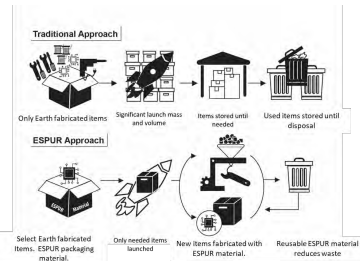 Traditional Approach
Only Earth fabricated items
Significant launch mass
and volume
Items stored until
needed
Used items stored until
disposal
ESPUR Approach
ESPUR
Material
Select Earth fabricated
Items. ESPUR packaging
material.
Only needed items
launched
New items fabricated with
ESPUR material.
Reusable ESPUR material
reduces waste